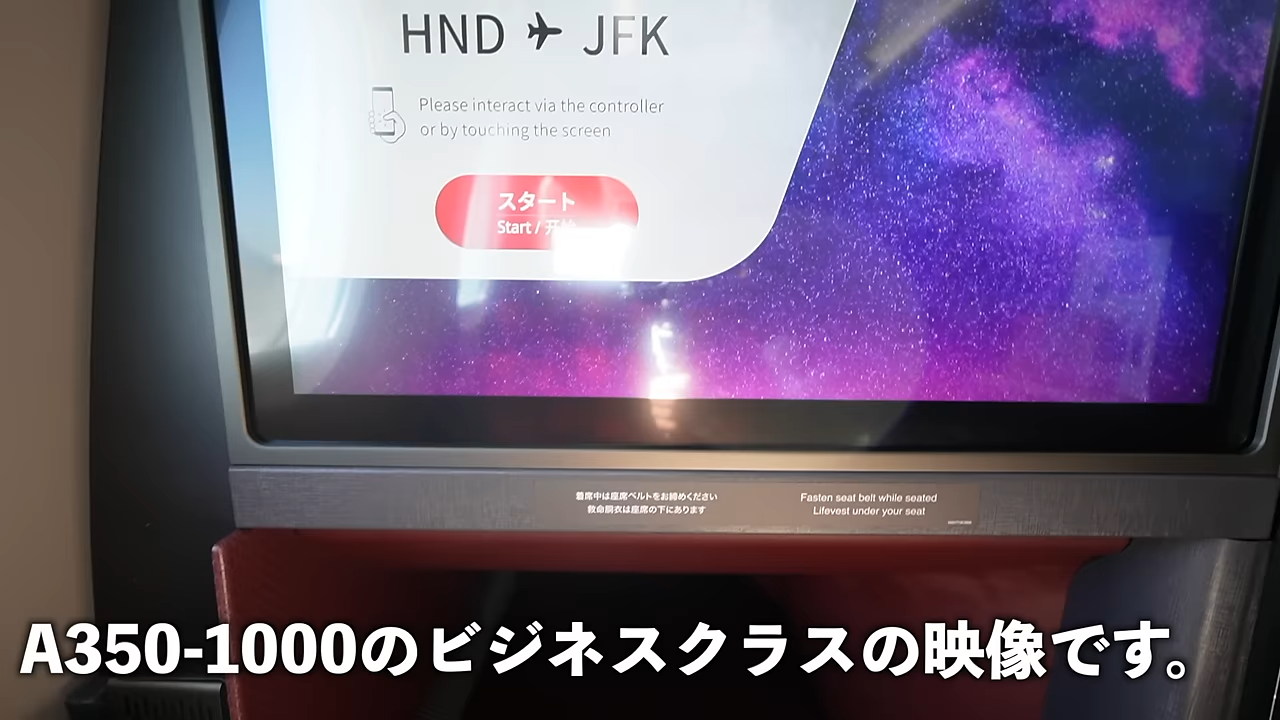 HND ✈ JFK
Please interact via the controller
or by touching the screen
スタート
Start / 开始
着席中は座席ベルトをお締めください
救命胴衣は座席の下にあります
Fasten seat belt while seated
Lifevest under your seat
A350-1000のビジネスクラスの映像です。